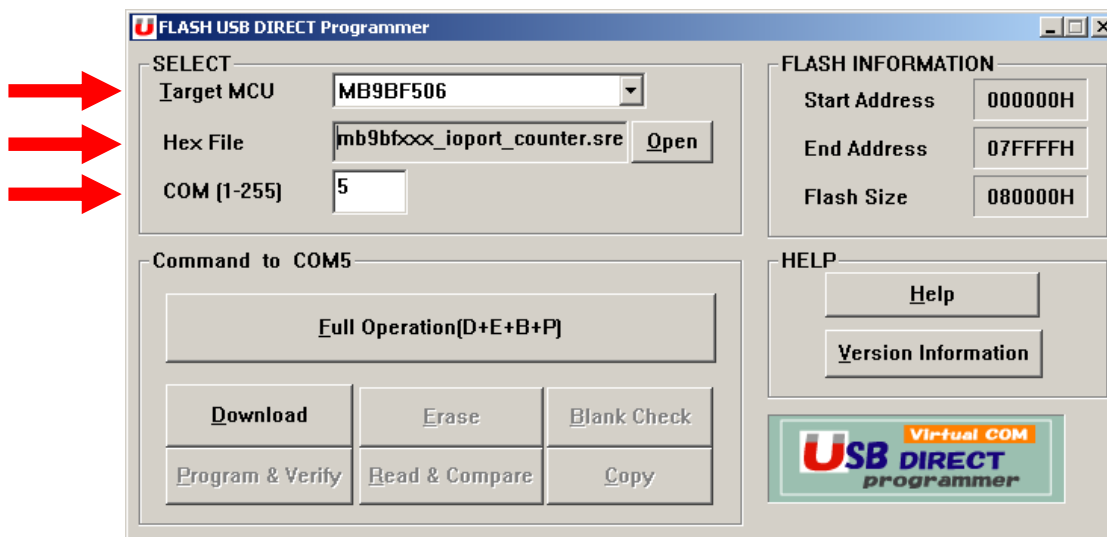 FLASH USB DIRECT Programmer
SELECT
Target MCU
MB9BF506
Hex File
mb9bfxxx_ioport_counter.sre
Open
COM (1-255)
5
FLASH INFORMATION
Start Address
000000H
End Address
07FFFFH
Flash Size
080000H
Command to COM5
Full Operation(D+E+B+P)
Download
Erase
Blank Check
Program & Verify
Read & Compare
Copy
HELP
Help
Version Information
Virtual COM
USB DIRECT
programmer